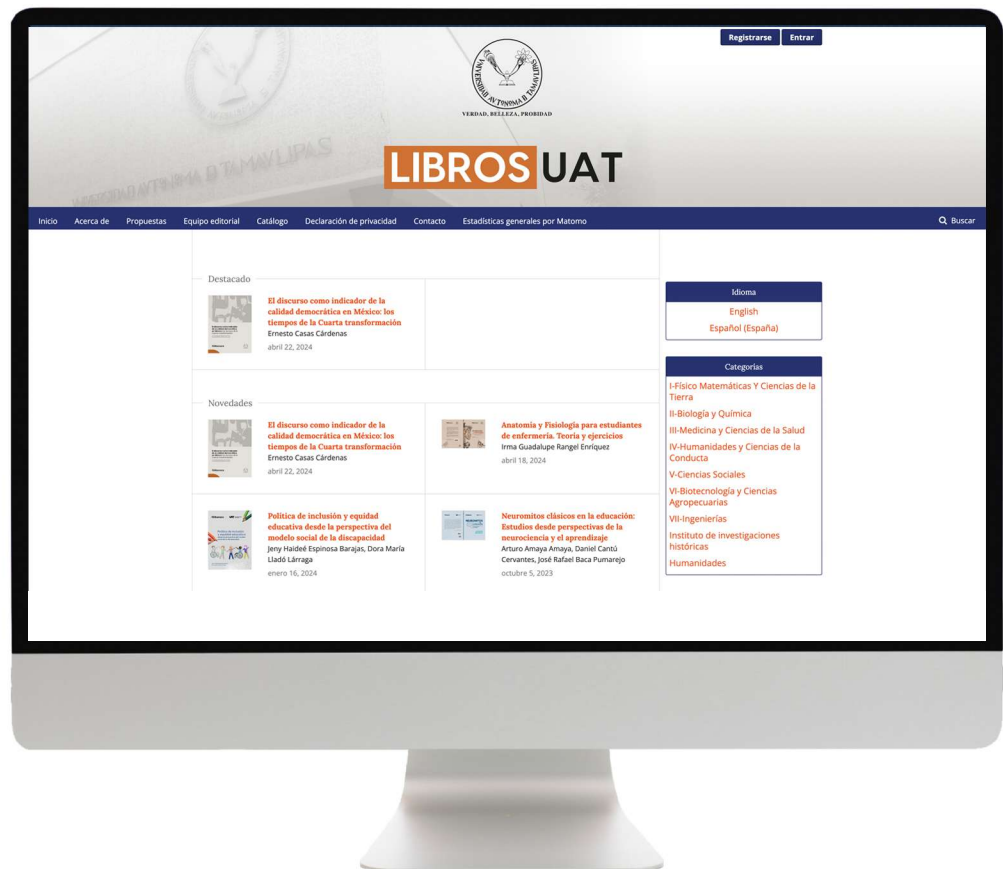 Registrarse Entrar
UNIVERSIDAD AVTONOMA D TAMAVLIPAS
VERDAD, BELLEZA, PROBIDAD
LIBROS UAT
Inicio Acerca de Propuestas Equipo editorial Catálogo Declaración de privacidad Contacto Estadísticas generales por Matomo Buscar
Destacado
El discurso como indicador de la
calidad democrática en México: los
tiempos de la Cuarta transformación
Ernesto Casas Cárdenas
abril 22, 2024
Novedades
El discurso como indicador de la
calidad democrática en México: los
tiempos de la Cuarta transformación
Ernesto Casas Cárdenas
abril 22, 2024
Anatomía y Fisiología para estudiantes
de enfermería. Teoría y ejercicios
Irma Guadalupe Rangel Enríquez
abril 18, 2024
Política de inclusión y equidad
educativa desde la perspectiva del
modelo social de la discapacidad
Jeny Haideé Espinosa Barajas, Dora María
Lladó Lárraga
enero 16, 2024
Neuromitos clásicos en la educación:
Estudios desde perspectivas de la
neurociencia y el aprendizaje
Arturo Amaya Amaya, Daniel Cantú
Cervantes, José Rafael Baca Pumarejo
octubre 5, 2023
Idioma
English
Español (España)
Categorías
I-Físico Matemáticas Y Ciencias de la
Tierra
II-Biología y Química
III-Medicina y Ciencias de la Salud
IV-Humanidades y Ciencias de la
Conducta
V-Ciencias Sociales
VI-Biotecnología y Ciencias
Agropecuarias
VII-Ingenierías
Instituto de investigaciones
históricas
Humanidades